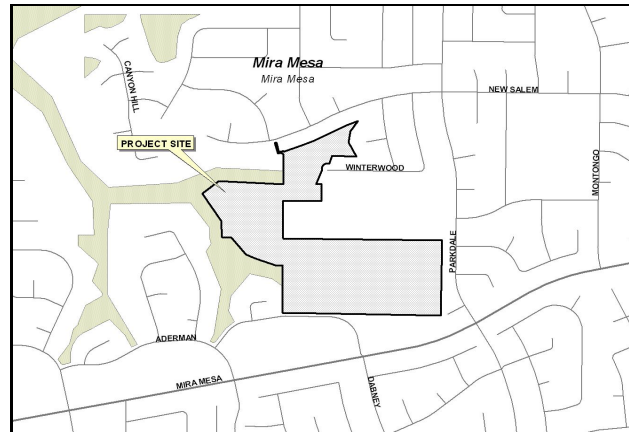 Mira Mesa
Mira Mesa
CANYON HILL
NEW SALEM
PROJECT SITE
WINTERWOOD
MONTONGO
PARKDALE
ADERMAN
MIRA MESA
DABNEY